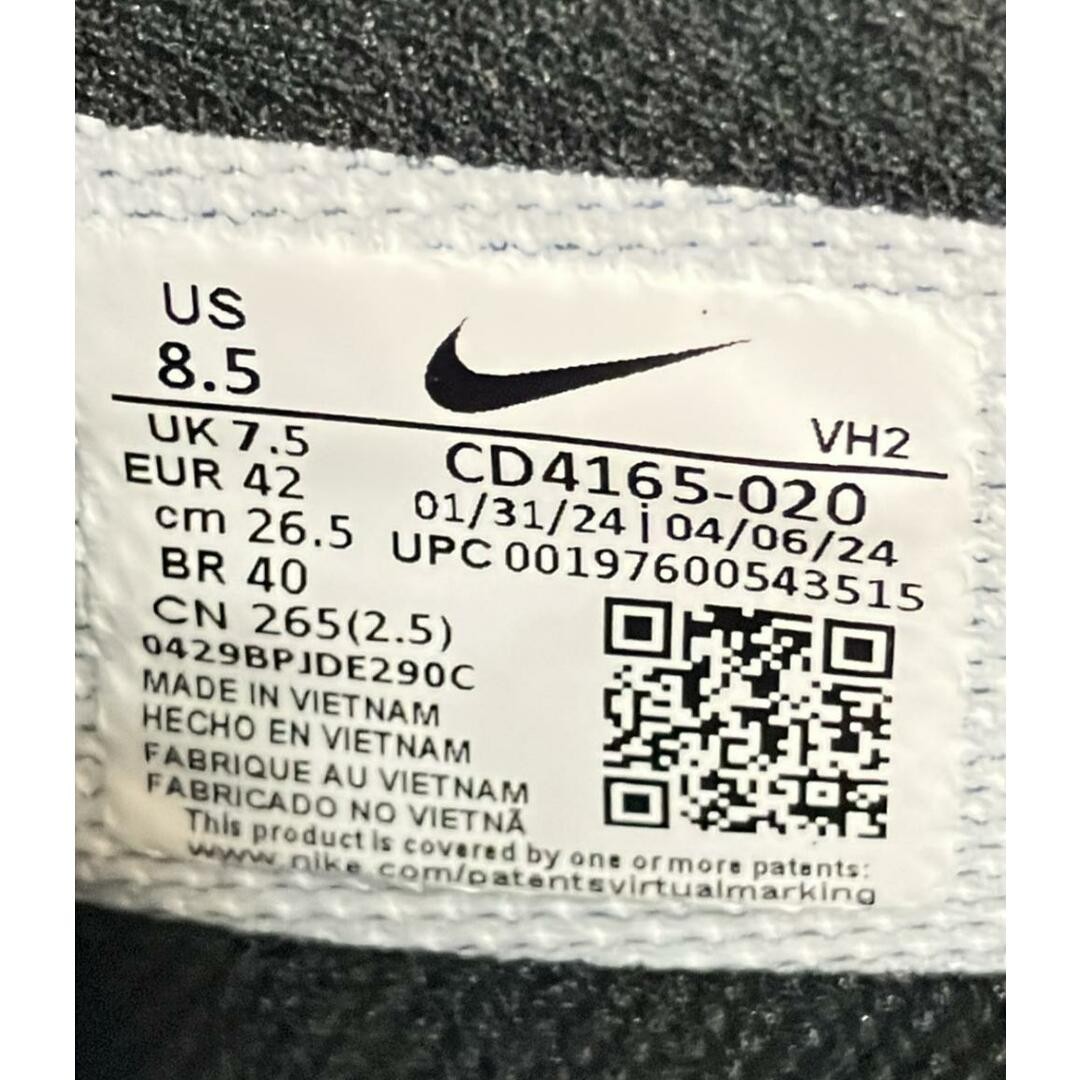 US
8.5
VH2
UK 7.5
CD4165-020
EUR 42
01/31/24 | 04/06/24
cm 26.5
UPC 00197600543515
BR 40
CN 265(2.5)
0429BPJDE290C
MADE IN VIETNAM
HECHO EN VIETNAM
FABRIQUE AU VIETNAM
FABRICADO NO VIETNÃ
This product is covered by one or more patents:
www.nike.com/patentsvirtualmarking